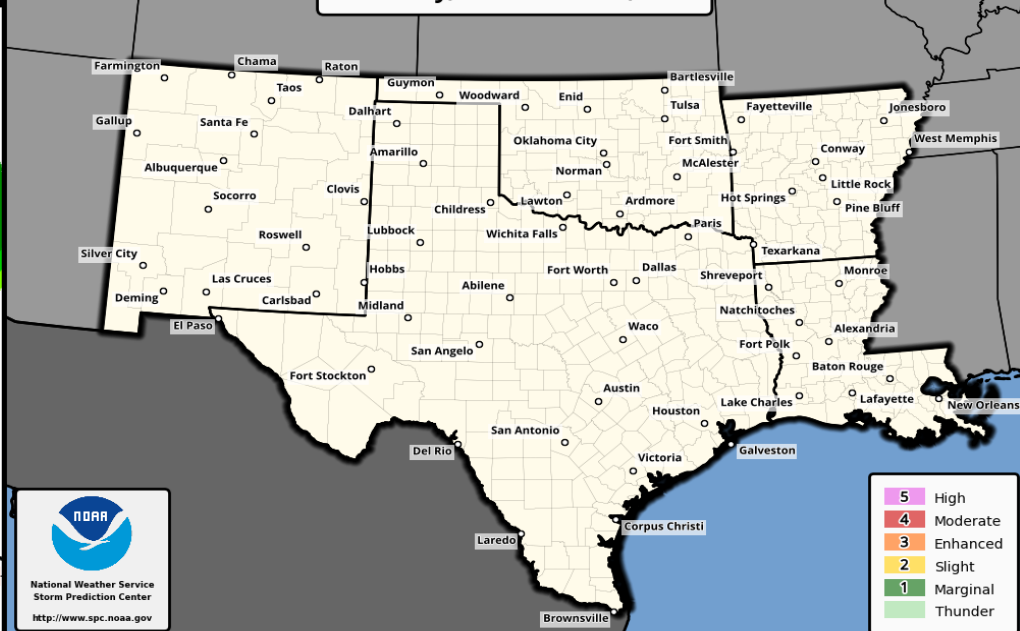 Farmington
Chama
Raton
Taos
Gallup
Santa Fe
Albuquerque
Socorro
Clovis
Roswell
Silver City
Las Cruces
Deming
Carlsbad
Hobbs
El Paso
Guymon
Woodward
Enid
Bartlesville
Tulsa
Oklahoma City
Norman
McAlester
Lawton
Ardmore
Dalhart
Amarillo
Childress
Lubbock
Wichita Falls
Paris
Fort Worth
Dallas
Abilene
Midland
San Angelo
Waco
Fort Stockton
Austin
Houston
San Antonio
Del Rio
Victoria
Galveston
Corpus Christi
Laredo
Brownsville
Fayetteville
Jonesboro
West Memphis
Fort Smith
Conway
Little Rock
Hot Springs
Pine Bluff
Texarkana
Shreveport
Monroe
Natchitoches
Alexandria
Fort Polk
Baton Rouge
Lake Charles
Lafayette
New Orleans
NOAA
National Weather Service
Storm Prediction Center
http://www.spc.noaa.gov
5 High
4 Moderate
3 Enhanced
2 Slight
1 Marginal
Thunder